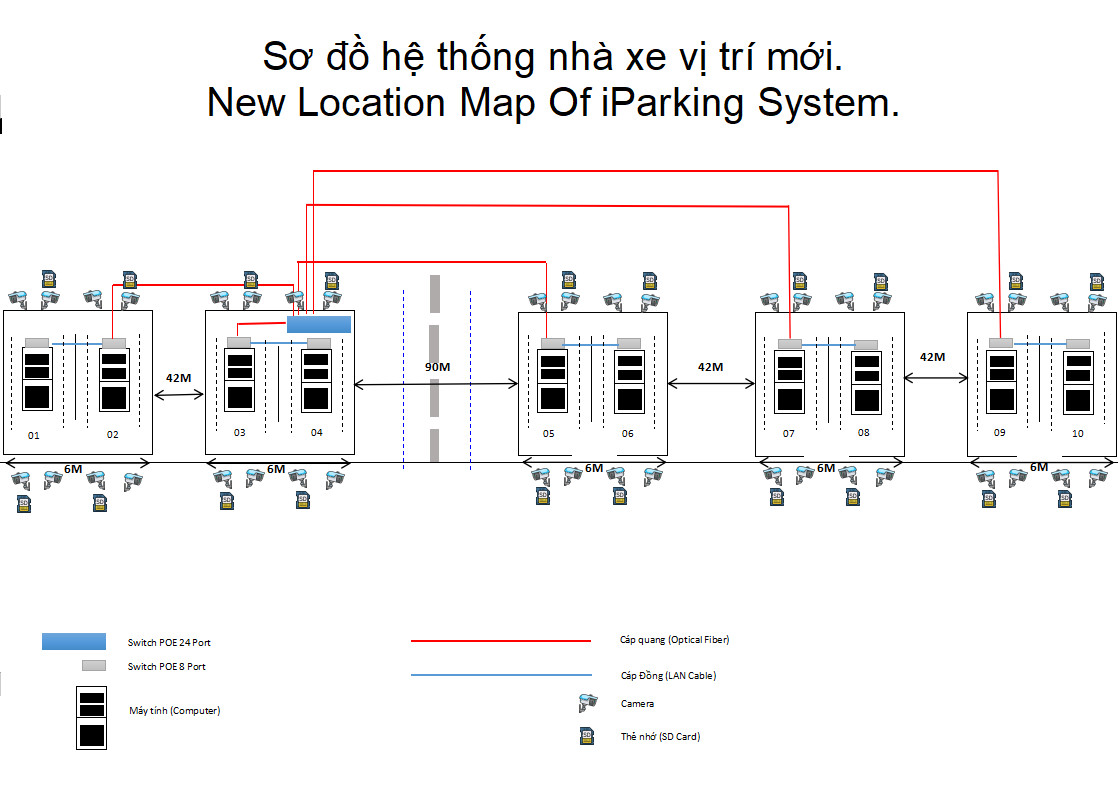 Sơ đồ hệ thống nhà xe vị trí mới.
New Location Map Of iParking System.
42M
90M
42M
42M
01
02
03
04
05
06
07
08
09
10
6M
6M
6M
6M
6M
Switch POE 24 Port
Switch POE 8 Port
Máy tính (Computer)
Cáp quang (Optical Fiber)
Cáp Đồng (LAN Cable)
Camera
Thẻ nhớ (SD Card)